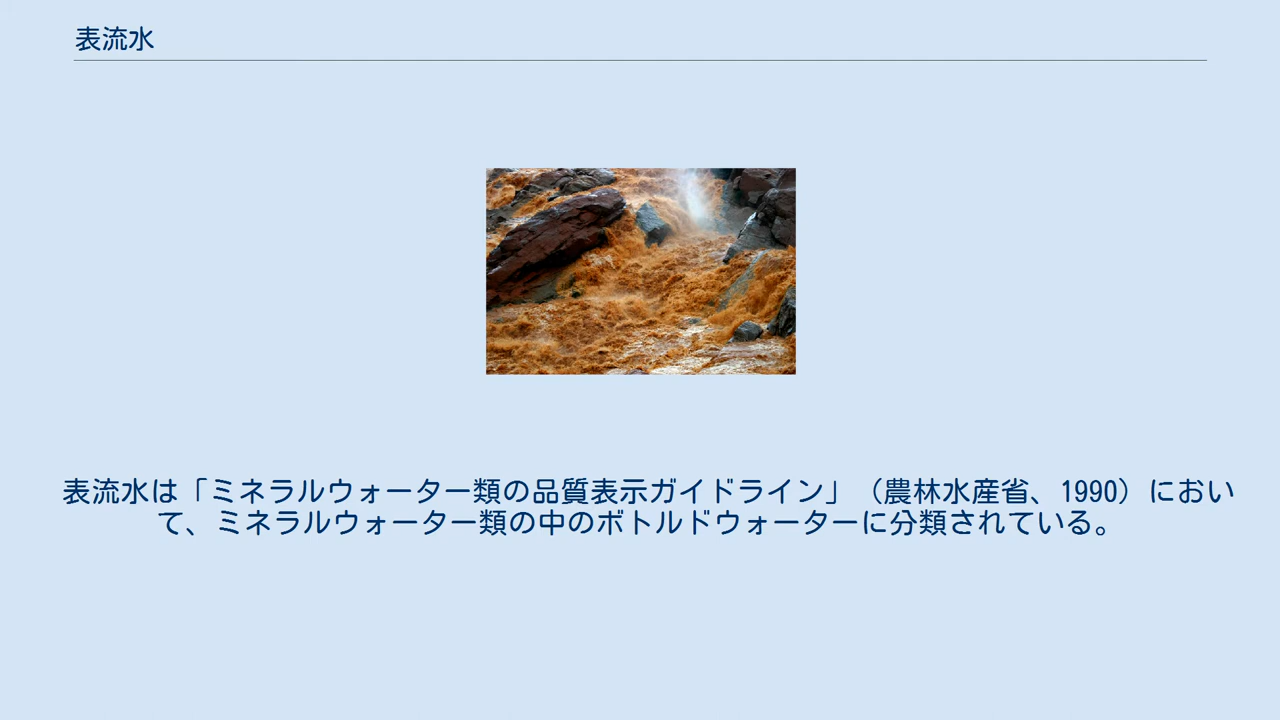 表流水
表流水は「ミネラルウォーター類の品質表示ガイドライン」（農林水産省、1990）におい
て、ミネラルウォーター類の中のボトルドウォーターに分類されている。